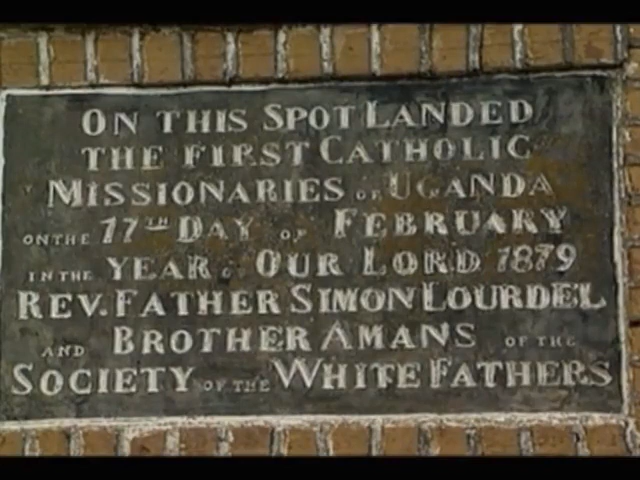 ON THIS SPOT LANDED
THE FIRST CATHOLIC
MISSIONARIES OF UGANDA
ON THE 17TH DAY OF FEBRUARY
IN THE YEAR OF OUR LORD 1879
REV. FATHER SIMON LOURDEL
AND BROTHER AMANS OF THE
SOCIETY OF THE WHITE FATHERS